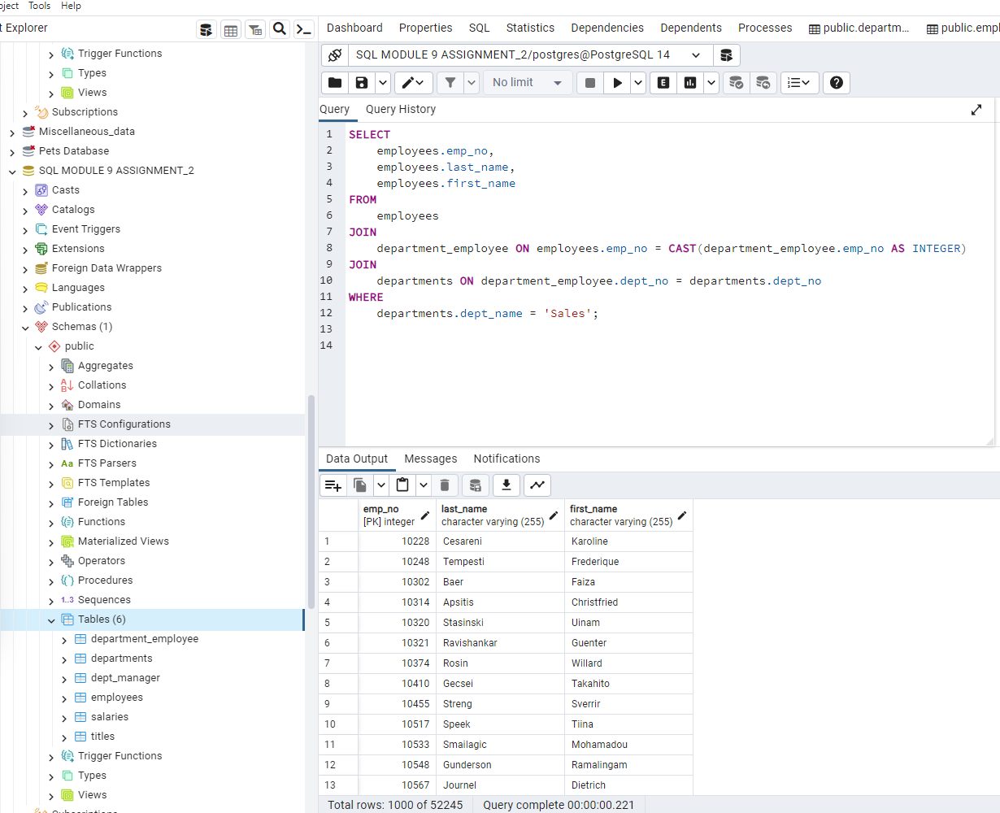 oject Tools Help
t Explorer
Trigger Functions
Types
Views
Subscriptions
Miscellaneous_data
Pets Database
SQL MODULE 9 ASSIGNMENT_2
Casts
Catalogs
Event Triggers
Extensions
Foreign Data Wrappers
Languages
Publications
Schemas (1)
public
Aggregates
Collations
Domains
FTS Configurations
FTS Dictionaries
Aa FTS Parsers
FTS Templates
Foreign Tables
Functions
Materialized Views
Operators
Procedures
1..3 Sequences
Tables (6)
department_employee
departments
dept_manager
employees
salaries
titles
Trigger Functions
Types
Views
Subscriptions
Dashboard Properties SQL Statistics Dependencies Dependents Processes public.departm... public.empl
SQL MODULE 9 ASSIGNMENT_2/postgres@PostgreSQL 14
No limit
E
Query Query History
1 SELECT
2 employees.emp_no,
3 employees.last_name,
4 employees.first_name
5 FROM
6 employees
7 JOIN
8 department_employee ON employees.emp_no = CAST(department_employee.emp_no AS INTEGER)
9 JOIN
10 departments ON department_employee.dept_no = departments.dept_no
11 WHERE
12 departments.dept_name = 'Sales';
13
14
Data Output Messages Notifications
emp_no last_name first_name
[PK] integer character varying (255) character varying (255)
1 10228 Cesareni Karoline
2 10248 Tempesti Frederique
3 10302 Baer Faiza
4 10314 Apsitis Christfried
5 10320 Stasinski Uinam
6 10321 Ravishankar Guenter
7 10374 Rosin Willard
8 10410 Gecsei Takahito
9 10455 Streng Sverrir
10 10517 Speek Tiina
11 10533 Smailagic Mohamadou
12 10548 Gunderson Ramalingam
13 10567 Journel Dietrich
Total rows: 1000 of 52245 Query complete 00:00:00.221